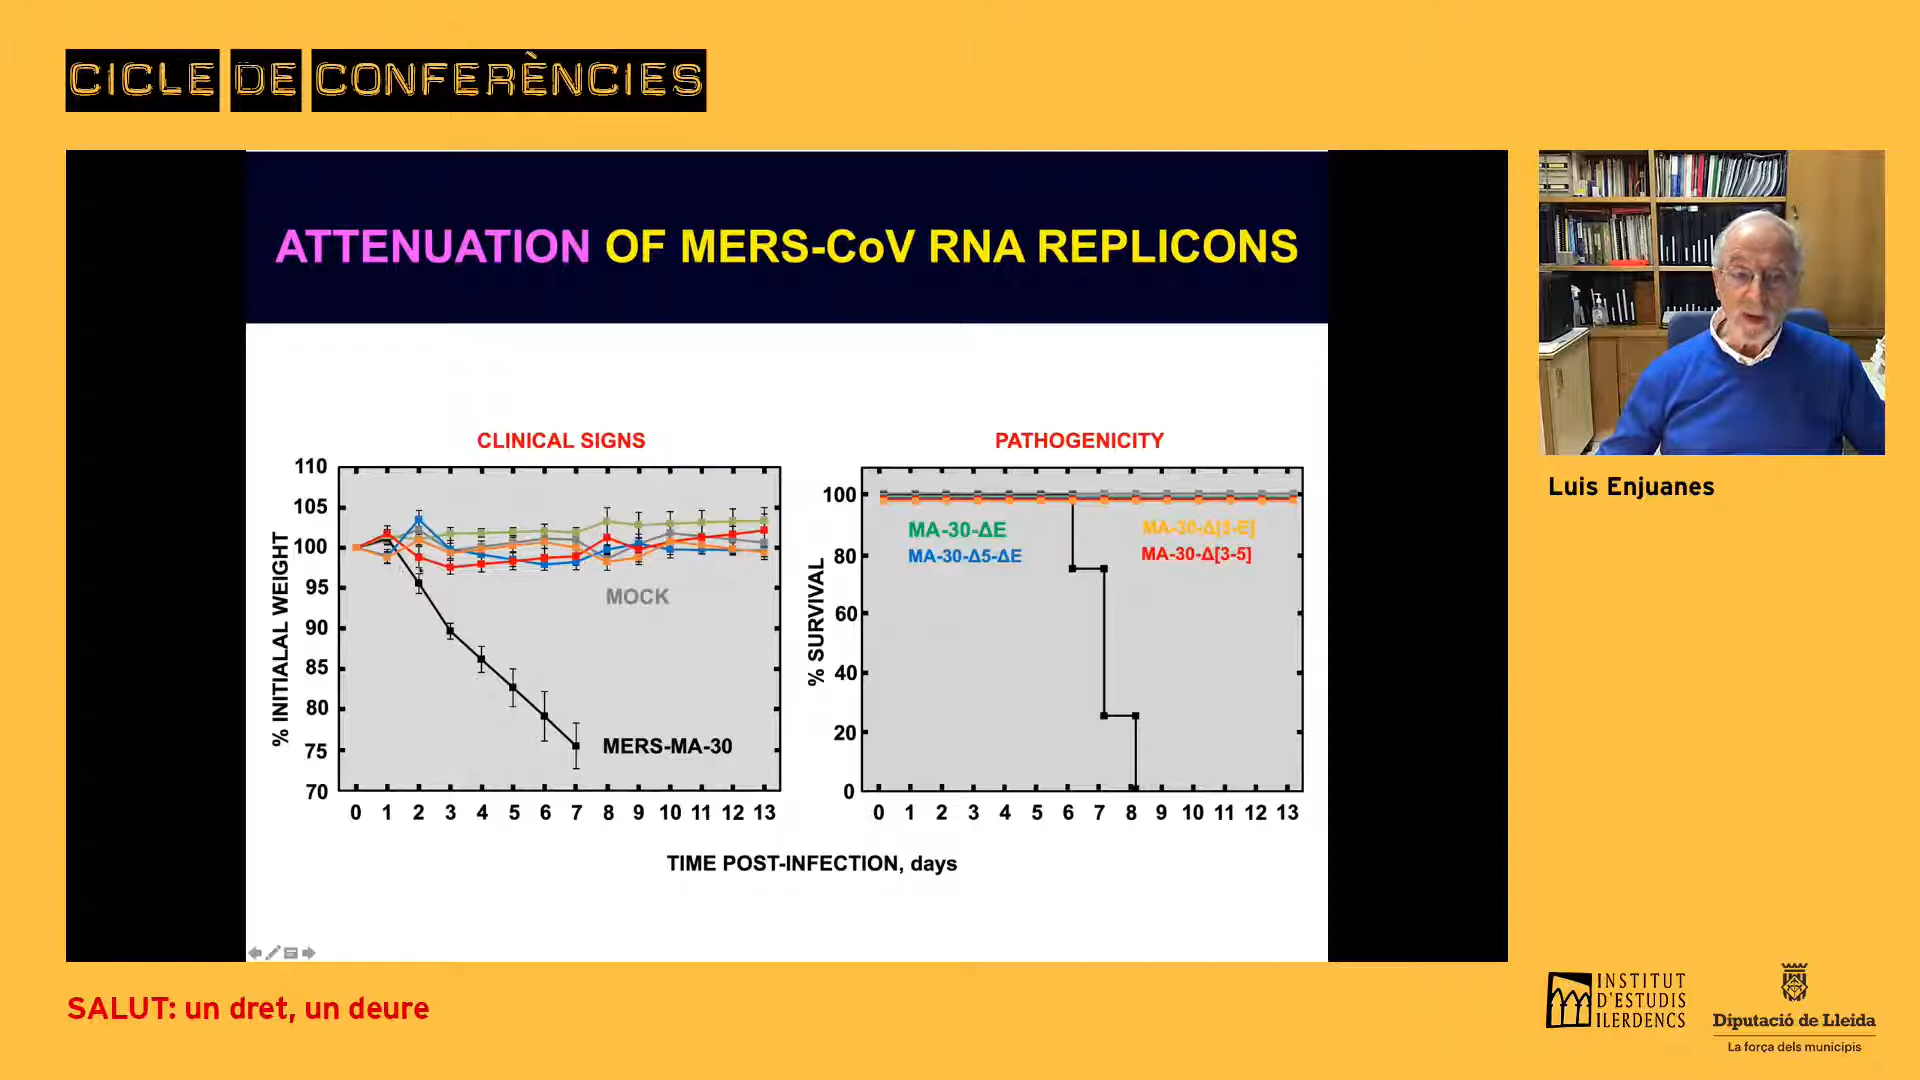 CICLE DE CONFERÈNCIES
ATTENUATION OF MERS-CoV RNA REPLICONS
CLINICAL SIGNS
110
105
100
95
90
85
80
75
70
% INITIALAL WEIGHT
MOCK
MERS-MA-30
0 1 2 3 4 5 6 7 8 9 10 11 12 13
PATHOGENICITY
100
80
60
40
20
0
% SURVIVAL
MA-30-ΔE
MA-30-Δ5-ΔE
MA-30-Δ[3-E]
MA-30-Δ[3-5]
0 1 2 3 4 5 6 7 8 9 10 11 12 13
TIME POST-INFECTION, days
Luis Enjuanes
SALUT: un dret, un deure
INSTITUT
D'ESTUDIS
ILERDENCS
Diputació de Lleida
La força dels municipis